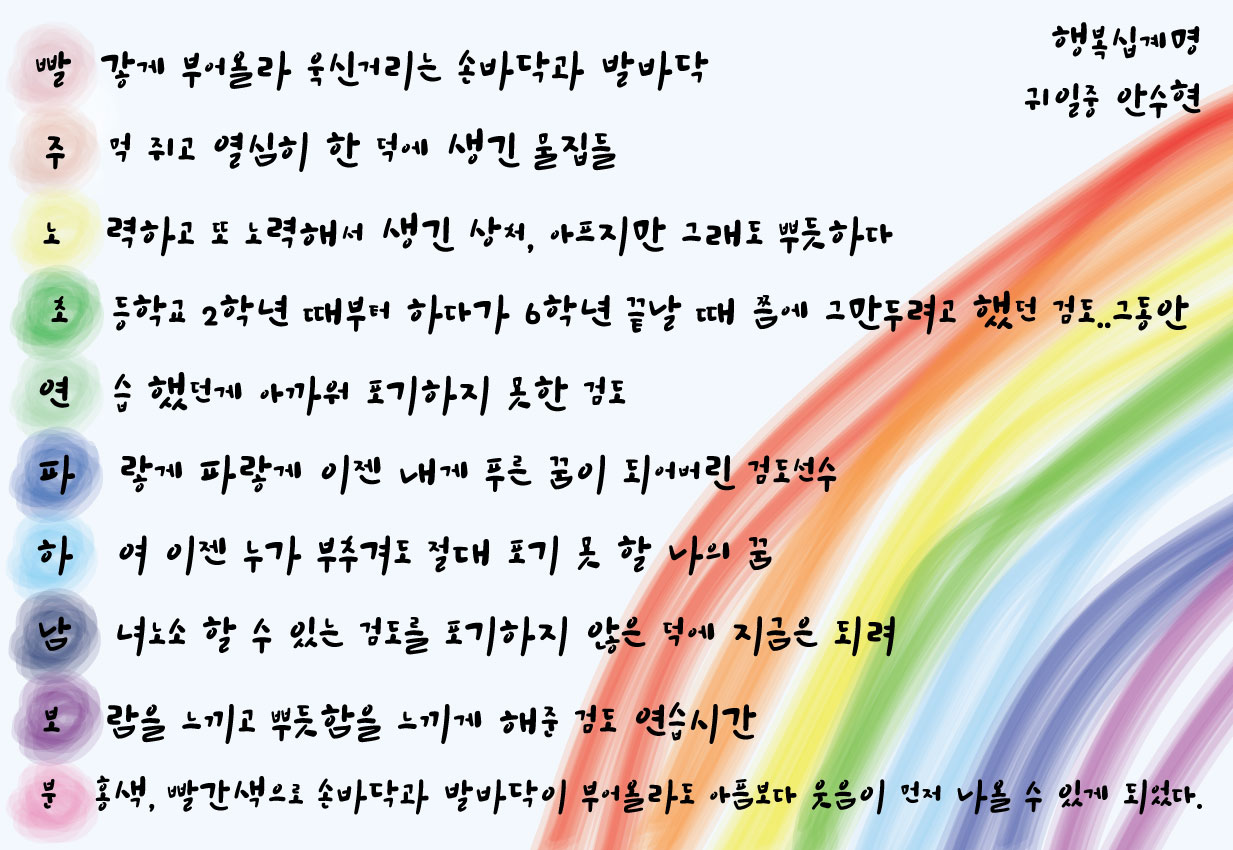 행복십계명
귀일중 안수현
빨 갛게 부어올라 욱신거리는 손바닥과 발바닥
주 먹 쥐고 열심히 한 덕에 생긴 물집들
노 력하고 또 노력해서 생긴 상처, 아프지만 그래도 뿌듯하다
초 등학교 2학년 때부터 하다가 6학년 끝날 때 쯤에 그만두려고 했던 검도..그동안
연 습 했던게 아까워 포기하지 못한 검도
파 랗게 파랗게 이젠 내게 푸른 꿈이 되어버린 검도선수
하 여 이젠 누가 부추겨도 절대 포기 못 할 나의 꿈
남 녀노소 할 수 있는 검도를 포기하지 않은 덕에 지금은 되려
보 람을 느끼고 뿌듯함을 느끼게 해준 검도 연습시간
분 홍색, 빨간색으로 손바닥과 발바닥이 부어올라도 아픔보다 웃음이 먼저 나올 수 있게 되었다.